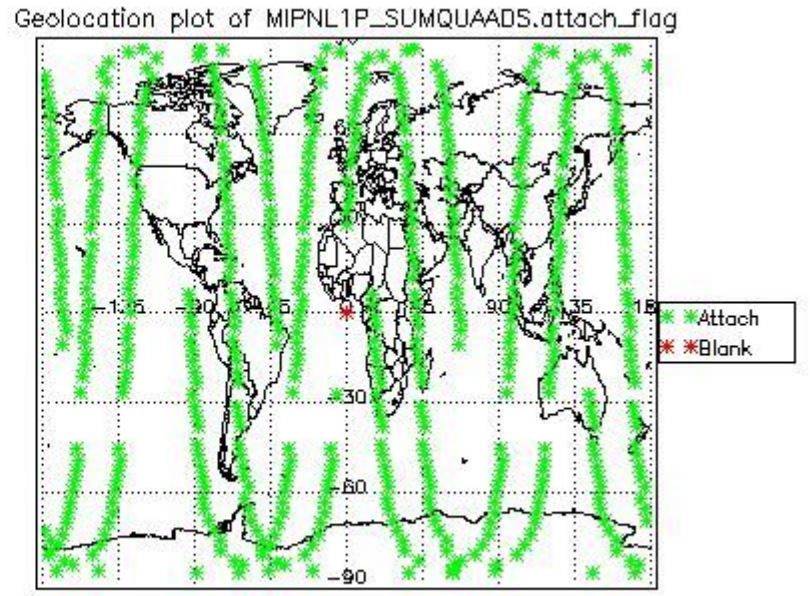 Geolocation plot of MIPNL1P_SUMQUAADS.attach_flag
90
Attach
Blank
-30
-60
-90